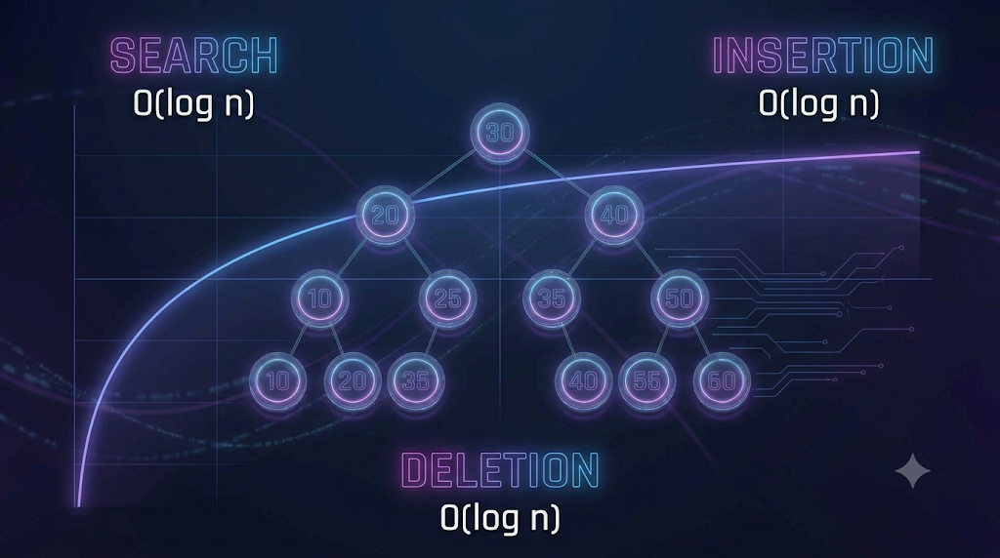 SEARCH
O(log n)
INSERTION
O(log n)
30
20
40
10
25
35
50
10
20
35
40
55
60
DELETION
O(log n)